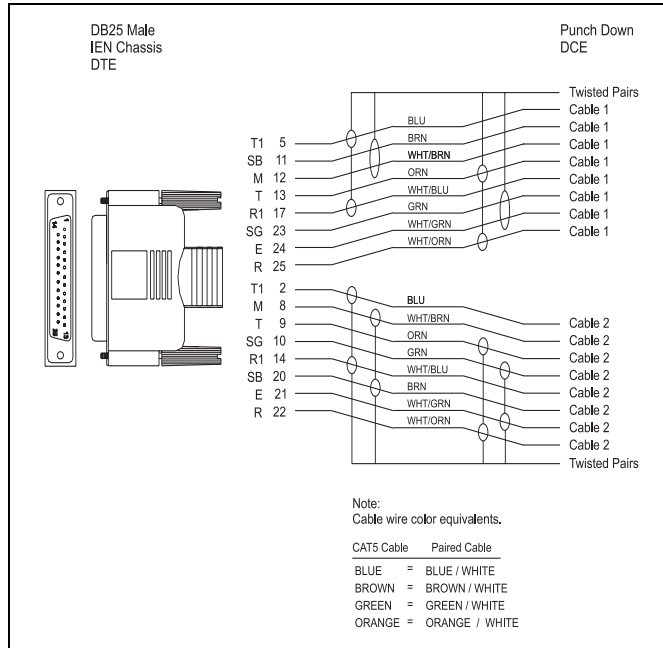 DB25 Male
IEN Chassis
DTE
Punch Down
DCE
Twisted Pairs
T1 5 BLU Cable 1
SB 11 BRN Cable 1
M 12 WHT/BRN Cable 1
T 13 ORN Cable 1
R1 17 WHT/BLU Cable 1
SG 23 GRN Cable 1
E 24 WHT/GRN Cable 1
R 25 WHT/ORN Cable 1
T1 2 BLU Cable 2
M 8 WHT/BRN Cable 2
T 9 ORN Cable 2
SG 10 GRN Cable 2
R1 14 WHT/BLU Cable 2
SB 20 BRN Cable 2
E 21 WHT/GRN Cable 2
R 22 WHT/ORN Cable 2
Twisted Pairs
14 1
13
Note:
Cable wire color equivalents.
CAT5 Cable Paired Cable
BLUE = BLUE / WHITE
BROWN = BROWN / WHITE
GREEN = GREEN / WHITE
ORANGE = ORANGE / WHITE